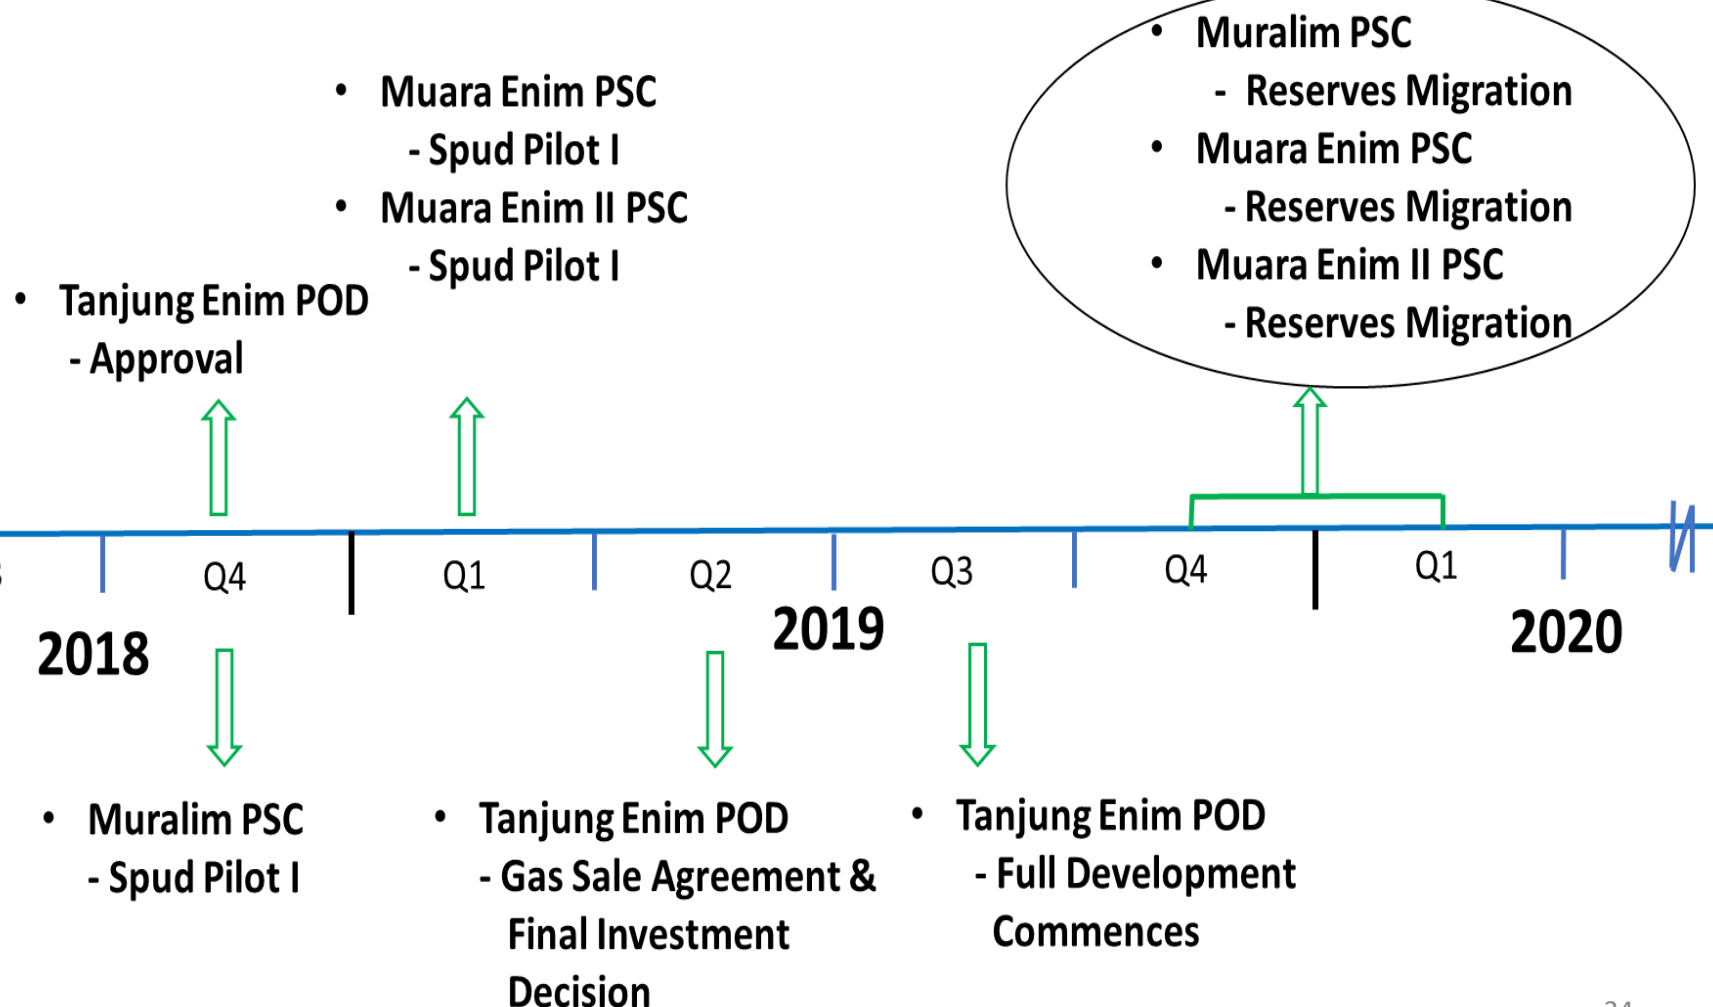 • Muralim PSC
- Reserves Migration
• Muara Enim PSC
- Reserves Migration
• Muara Enim II PSC
- Reserves Migration
• Muara Enim PSC
- Spud Pilot I
• Muara Enim II PSC
- Spud Pilot I
• Tanjung Enim POD
- Approval
Q4
Q1
Q2
Q3
Q4
Q1
2018
2019
2020
• Muralim PSC
- Spud Pilot I
• Tanjung Enim POD
- Gas Sale Agreement &
Final Investment
Decision
• Tanjung Enim POD
- Full Development
Commences